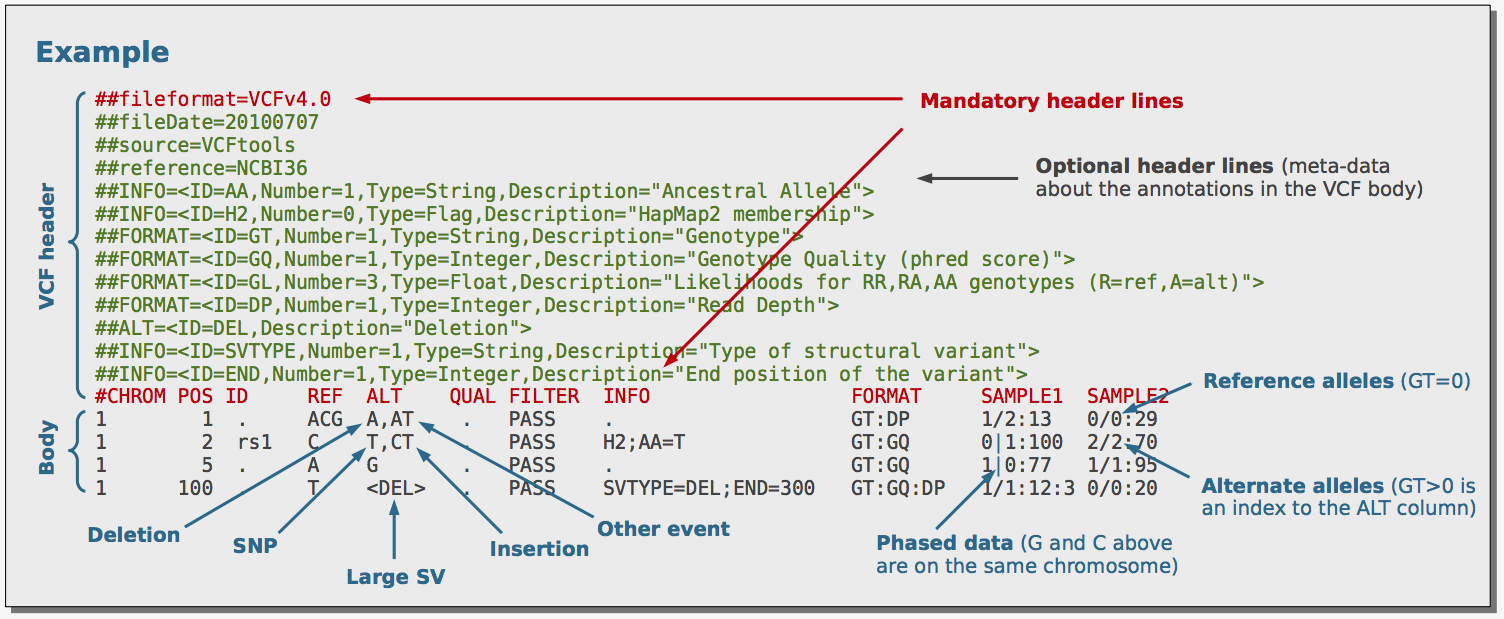 Example
VCF header
##fileformat=VCFv4.0
Mandatory header lines
##fileDate=20100707
##source=VCFtools
##reference=NCBI36
Optional header lines (meta-data
about the annotations in the VCF body)
##INFO=<ID=AA,Number=1,Type=String,Description="Ancestral Allele">
##INFO=<ID=H2,Number=0,Type=Flag,Description="HapMap2 membership">
##FORMAT=<ID=GT,Number=1,Type=String,Description="Genotype">
##FORMAT=<ID=GQ,Number=1,Type=Integer,Description="Genotype Quality (phred score)">
##FORMAT=<ID=GL,Number=3,Type=Float,Description="Likelihoods for RR,RA,AA genotypes (R=ref,A=alt)">
##FORMAT=<ID=DP,Number=1,Type=Integer,Description="Read Depth">
##ALT=<ID=DEL,Description="Deletion">
##INFO=<ID=SVTYPE,Number=1,Type=String,Description="Type of structural variant">
##INFO=<ID=END,Number=1,Type=Integer,Description="End position of the variant">
#CHROM POS ID REF ALT QUAL FILTER INFO FORMAT SAMPLE1 SAMPLE2
Body
1 1 . ACG A,AT . PASS . GT:DP 1/2:13 0/0:29
1 2 rs1 C T,CT . PASS H2;AA=T GT:GQ 0|1:100 2/2:70
1 5 . A G . PASS . GT:GQ 1|0:77 1/1:95
1 100 . T <DEL> . PASS SVTYPE=DEL;END=300 GT:GQ:DP 1/1:12:3 0/0:20
Reference alleles (GT=0)
Alternate alleles (GT>0 is
an index to the ALT column)
Deletion
SNP
Large SV
Insertion
Other event
Phased data (G and C above
are on the same chromosome)